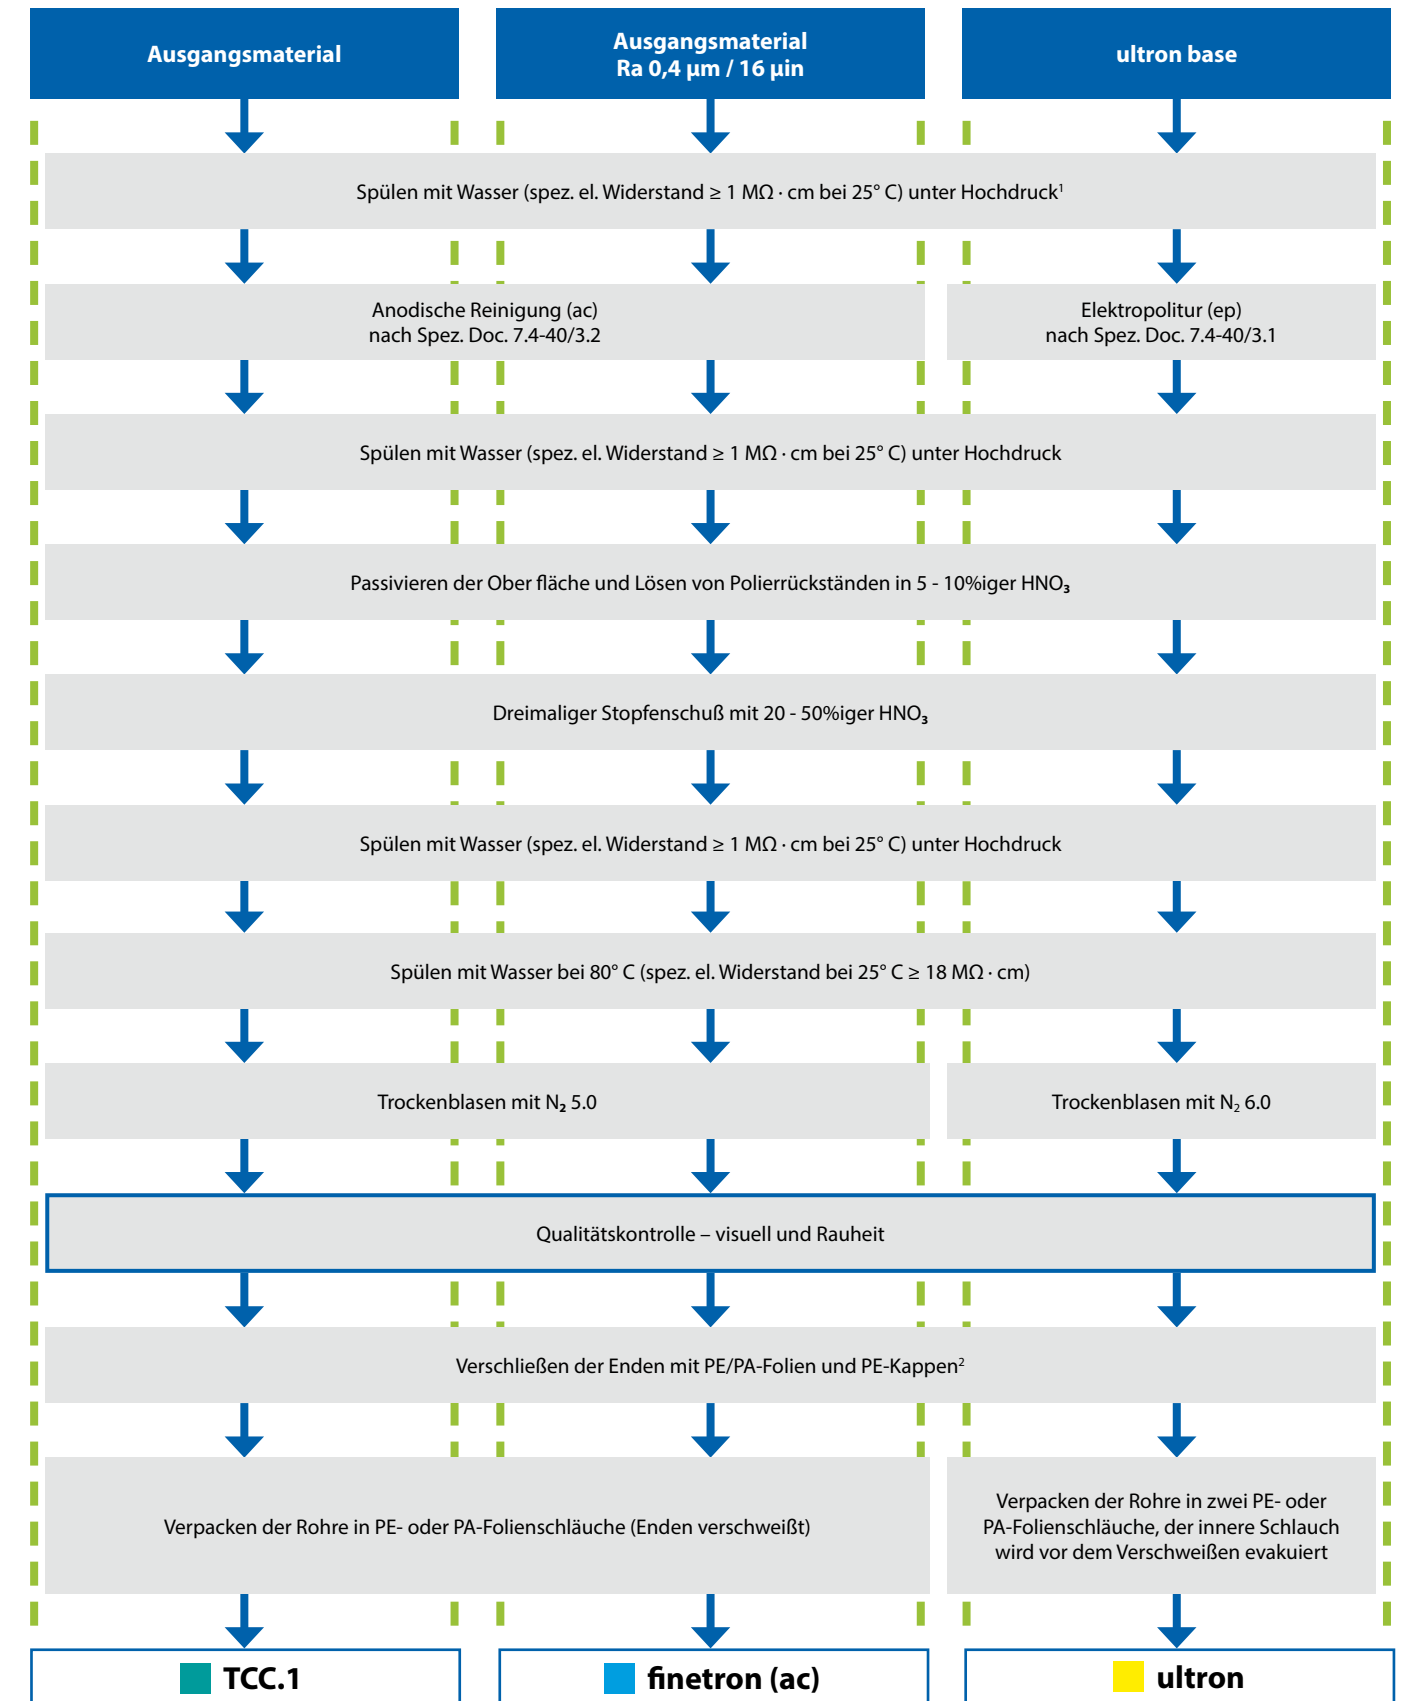 Ausgangsmaterial
Ausgangsmaterial
Ra 0,4 µm / 16 µin
ultron base
Spülen mit Wasser (spez. el. Widerstand ≥ 1 MΩ · cm bei 25° C) unter Hochdruck¹
Anodische Reinigung (ac)
nach Spez. Doc. 7.4-40/3.2
Elektropolitur (ep)
nach Spez. Doc. 7.4-40/3.1
Spülen mit Wasser (spez. el. Widerstand ≥ 1 MΩ · cm bei 25° C) unter Hochdruck
Passivieren der Ober fläche und Lösen von Polierrückständen in 5 - 10%iger HNO₃
Dreimaliger Stopfenschuß mit 20 - 50%iger HNO₃
Spülen mit Wasser (spez. el. Widerstand ≥ 1 MΩ · cm bei 25° C) unter Hochdruck
Spülen mit Wasser bei 80° C (spez. el. Widerstand bei 25° C ≥ 18 MΩ · cm)
Trockenblasen mit N₂ 5.0
Trockenblasen mit N₂ 6.0
Qualitätskontrolle – visuell und Rauheit
Verschließen der Enden mit PE/PA-Folien und PE-Kappen²
Verpacken der Rohre in PE- oder PA-Folienschläuche (Enden verschweißt)
Verpacken der Rohre in zwei PE- oder
PA-Folienschläuche, der innere Schlauch
wird vor dem Verschweißen evakuiert
TCC.1
finetron (ac)
ultron